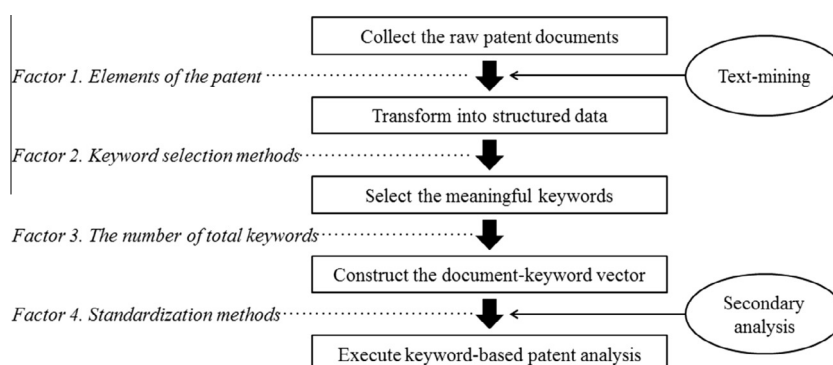 Collect the raw patent documents
Factor 1. Elements of the patent
Text-mining
Transform into structured data
Factor 2. Keyword selection methods
Select the meaningful keywords
Factor 3. The number of total keywords
Construct the document-keyword vector
Factor 4. Standardization methods
Secondary
analysis
Execute keyword-based patent analysis